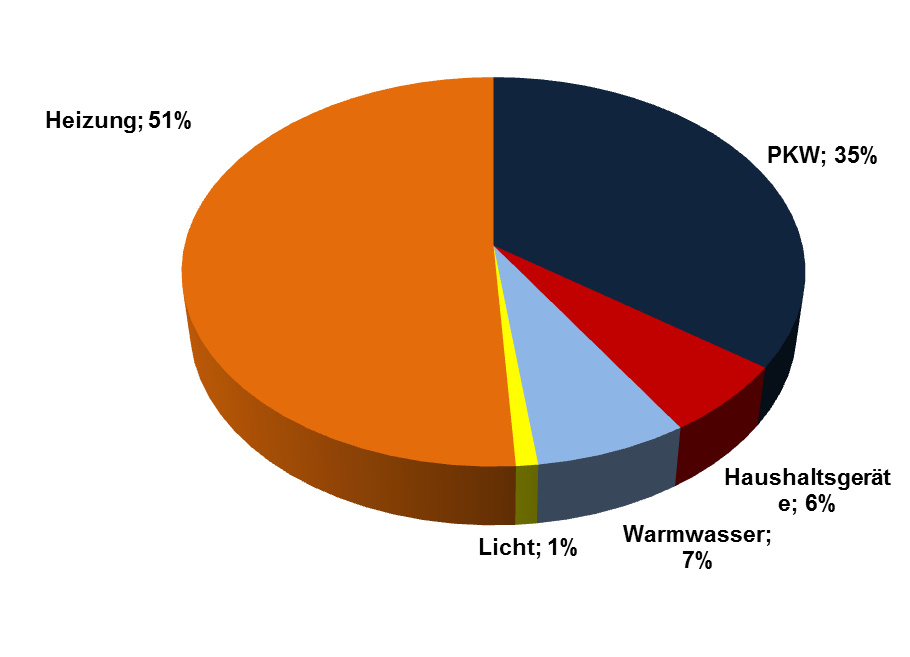 Heizung; 51%
PKW; 35%
Haushaltsgerät
e; 6%
Warmwasser;
7%
Licht; 1%